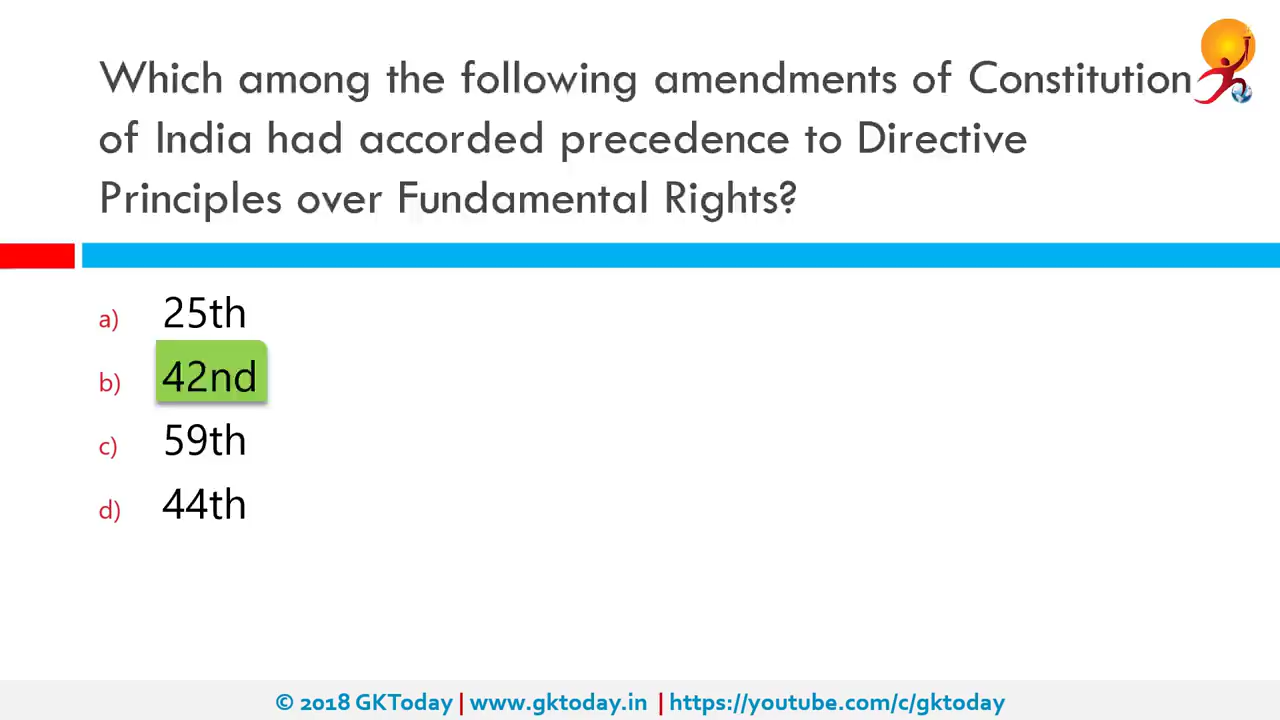 Which among the following amendments of Constitution
of India had accorded precedence to Directive
Principles over Fundamental Rights?
a) 25th
b) 42nd
c) 59th
d) 44th
© 2018 GKToday | www.gktoday.in | https://youtube.com/c/gktoday